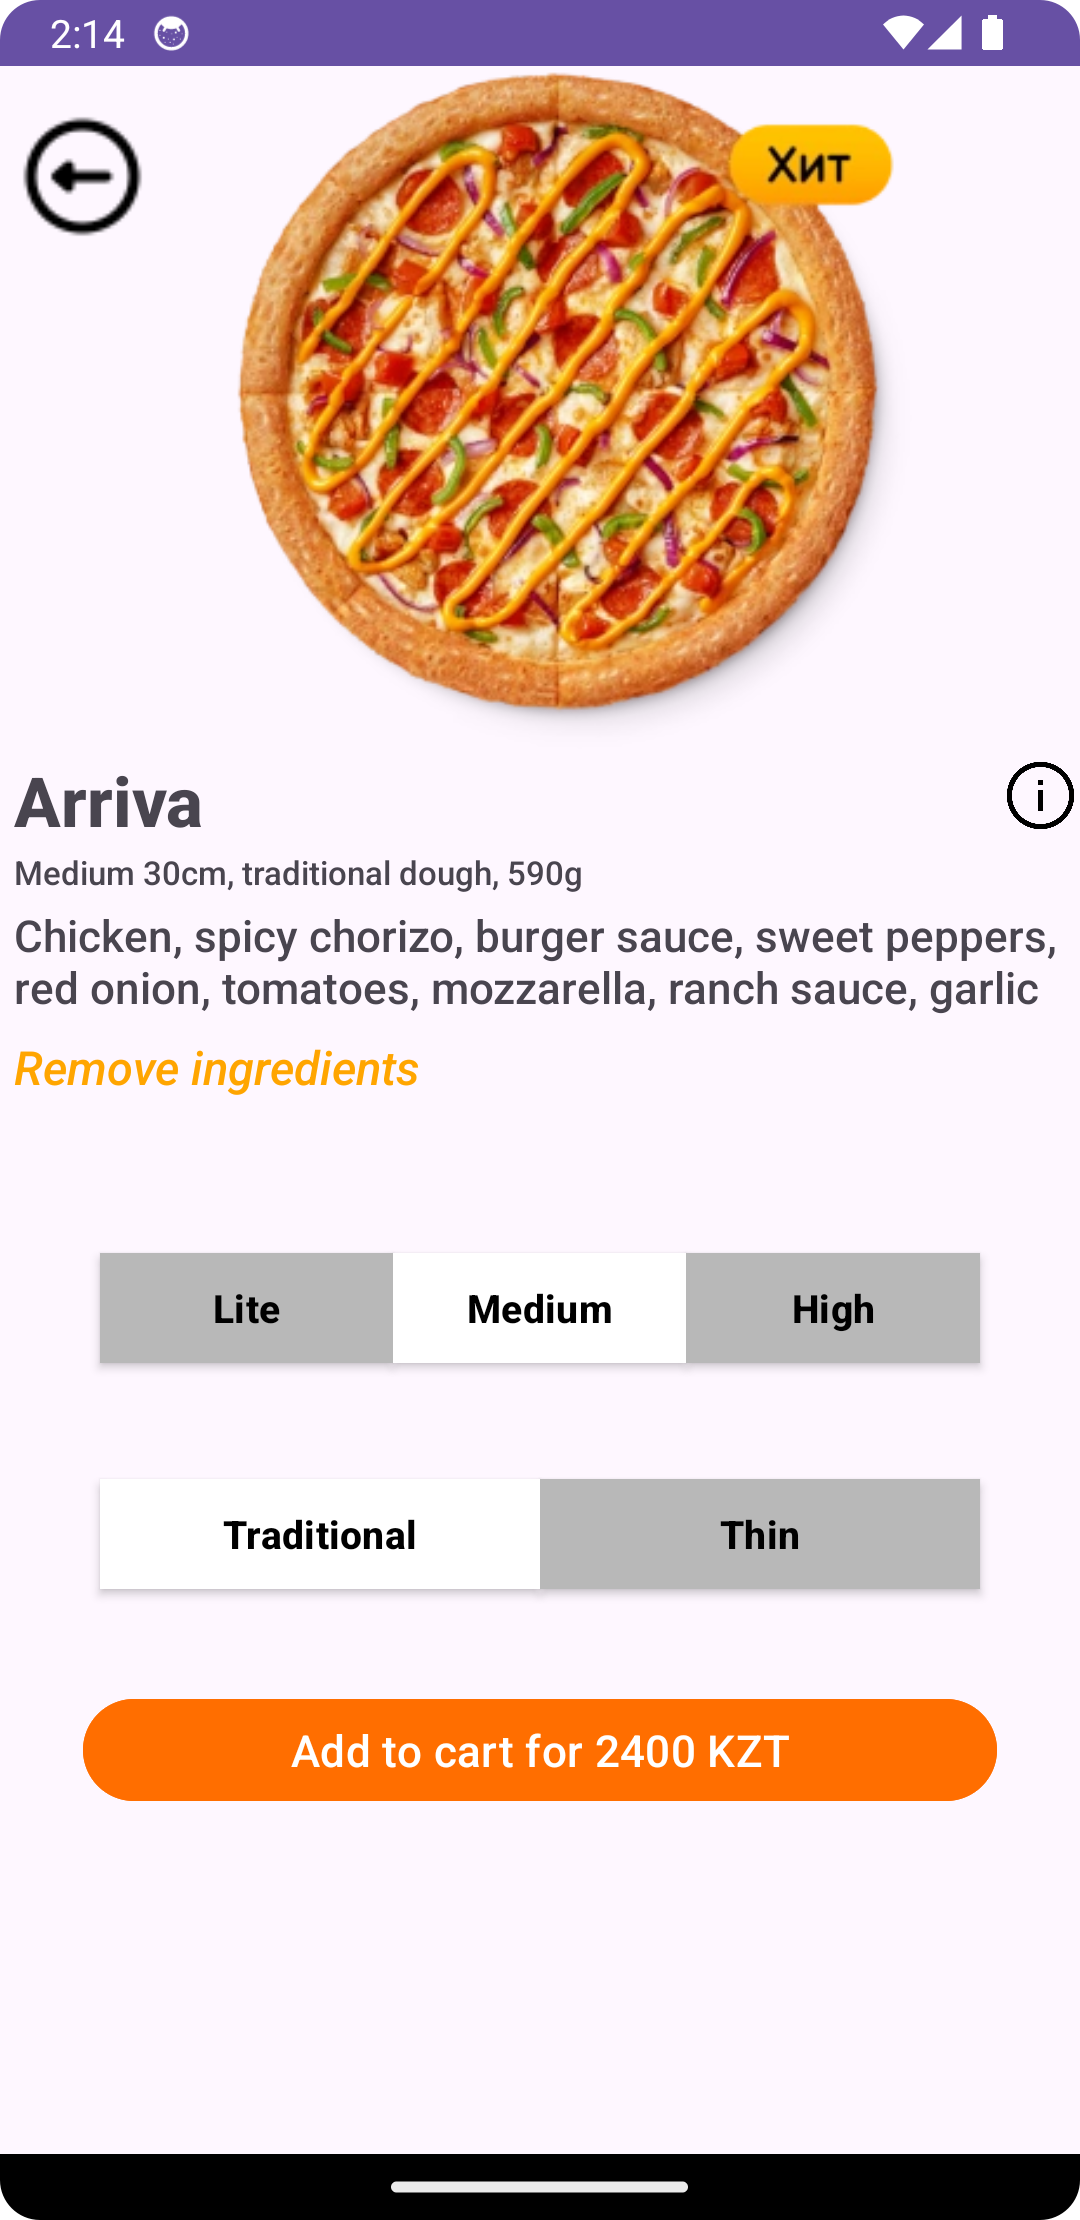 2:14
Хит
Arriva
Medium 30cm, traditional dough, 590g
Chicken, spicy chorizo, burger sauce, sweet peppers,
red onion, tomatoes, mozzarella, ranch sauce, garlic
Remove ingredients
Lite Medium High
Traditional Thin
Add to cart for 2400 KZT